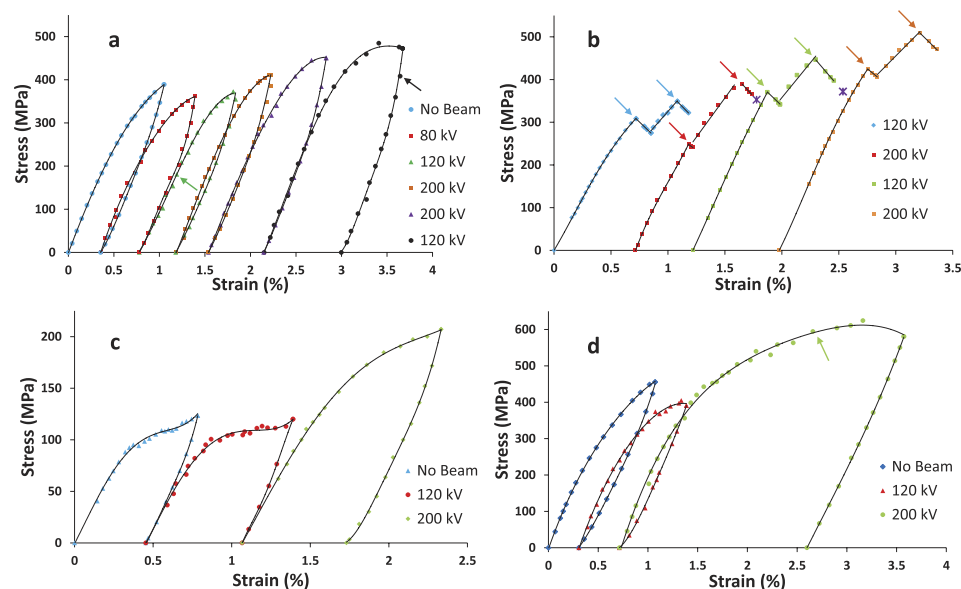 a
500
400
300
200
100
0
0 0.5 1 1.5 2 2.5 3 3.5 4
Stress (MPa)
Strain (%)
No Beam
80 kV
120 kV
200 kV
200 kV
120 kV
b
500
400
300
200
100
0
0 0.5 1 1.5 2 2.5 3 3.5
Stress (MPa)
Strain (%)
120 kV
200 kV
120 kV
200 kV
c
200
150
100
50
0
0 0.5 1 1.5 2 2.5
Stress (MPa)
Strain (%)
No Beam
120 kV
200 kV
d
600
500
400
300
200
100
0
0 0.5 1 1.5 2 2.5 3 3.5 4
Stress (MPa)
Strain (%)
No Beam
120 kV
200 kV